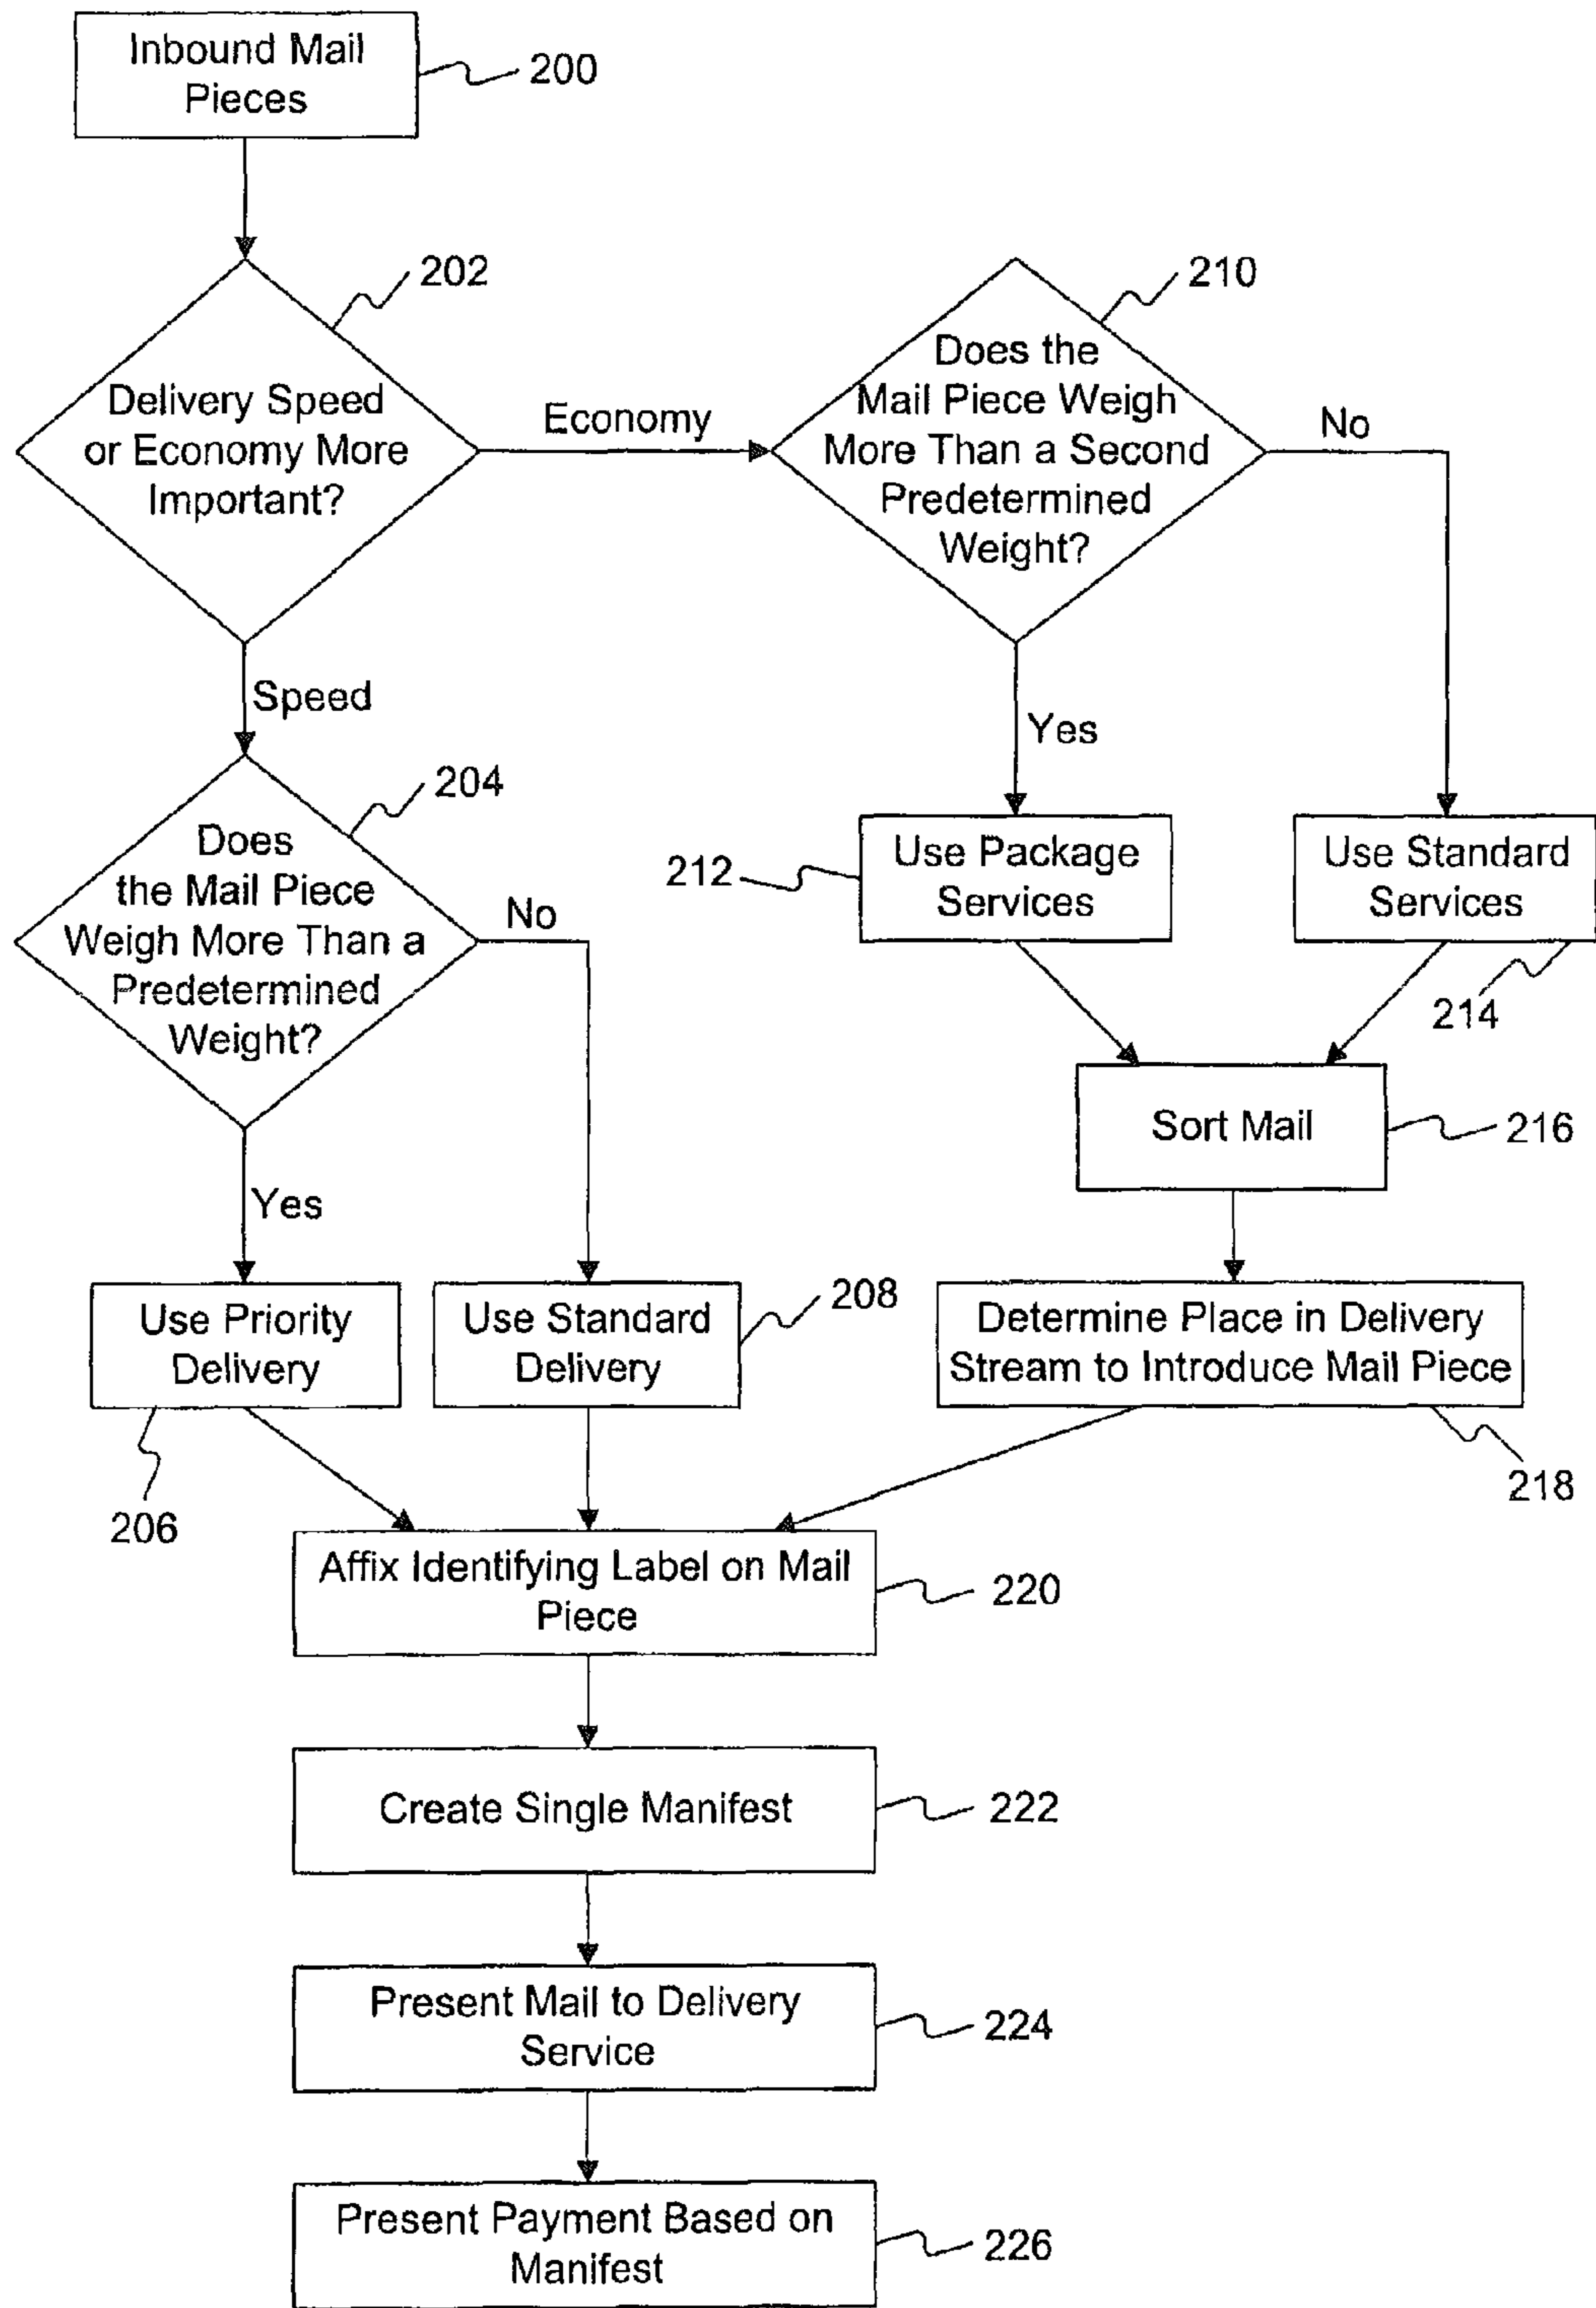 Inbound Mail
Pieces
200
202
Delivery Speed
or Economy More
Important?
Economy
210
Does the
Mail Piece Weigh
More Than a Second
Predetermined
Weight?
No
Speed
Yes
204
Does
the Mail Piece
Weigh More Than a
Predetermined
Weight?
No
212
Use Package
Services
Use Standard
Services
214
Sort Mail
216
Yes
Use Priority
Delivery
206
Use Standard
Delivery
208
Determine Place in Delivery
Stream to Introduce Mail Piece
218
Affix Identifying Label on Mail
Piece
220
Create Single Manifest
222
Present Mail to Delivery
Service
224
Present Payment Based on
Manifest
226